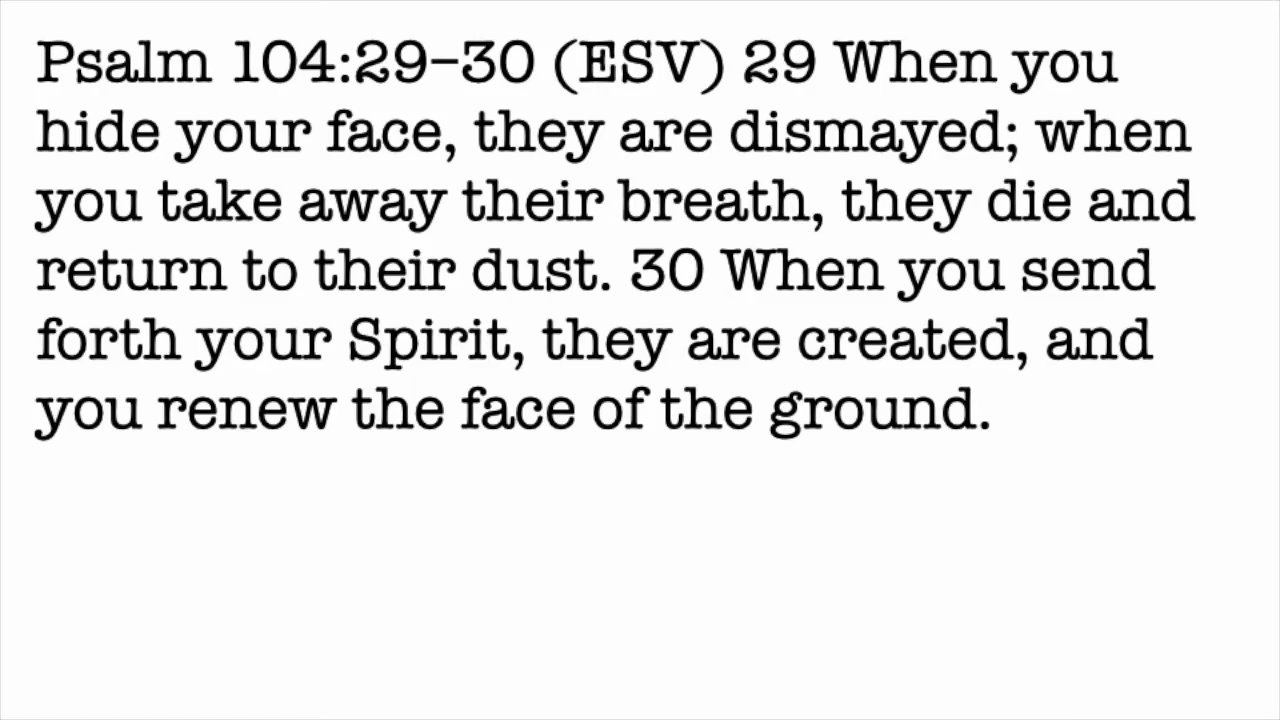 Psalm 104:29–30 (ESV) 29 When you
hide your face, they are dismayed; when
you take away their breath, they die and
return to their dust. 30 When you send
forth your Spirit, they are created, and
you renew the face of the ground.